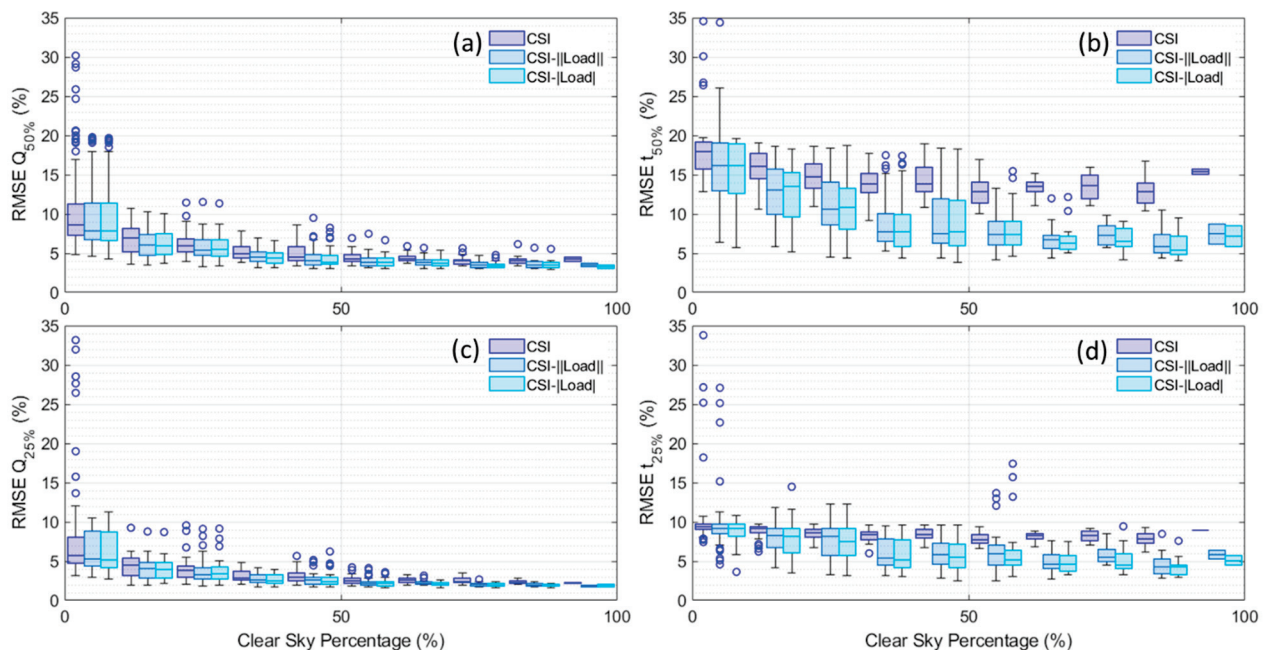 (a)
CSI
CSI-||Load||
CSI-|Load|
RMSE Q50% (%)
35
30
25
20
15
10
5
0
0 50 100
(b)
CSI
CSI-||Load||
CSI-|Load|
RMSE t50% (%)
35
30
25
20
15
10
5
0
0 50 100
(c)
CSI
CSI-||Load||
CSI-|Load|
RMSE Q25% (%)
35
30
25
20
15
10
5
0
0 50 100
Clear Sky Percentage (%)
(d)
CSI
CSI-||Load||
CSI-|Load|
RMSE t25% (%)
35
30
25
20
15
10
5
0
0 50 100
Clear Sky Percentage (%)